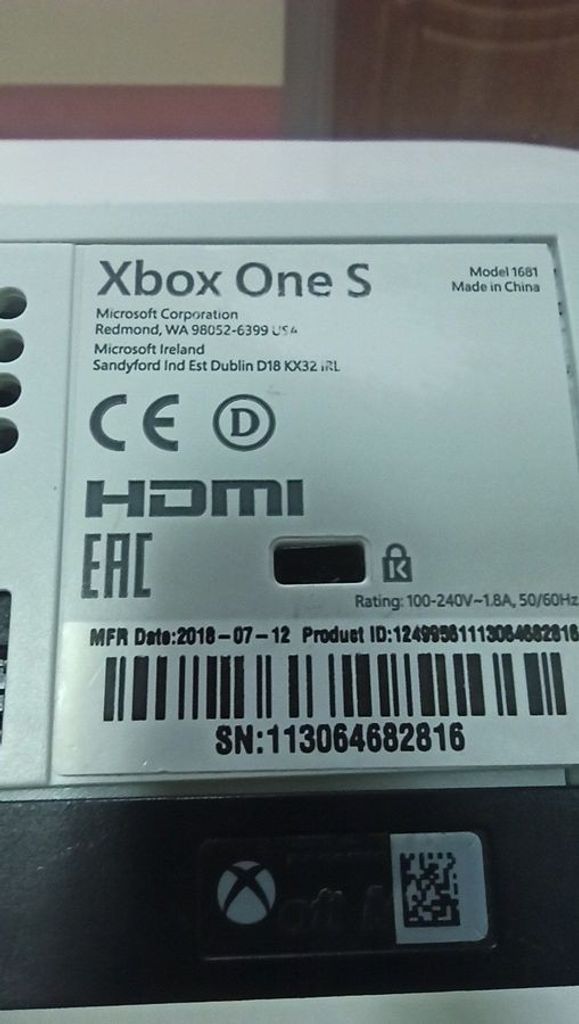 Xbox One S
Model 1681
Made in China
Microsoft Corporation
Redmond, WA 98052-6399 USA
Microsoft Ireland
Sandyford Ind Est Dublin D18 KX32 IRL
CE D
HDMI
EAC
K
Rating: 100-240V~1.8A, 50/60Hz
MFR Date:2018-07-12 Product ID:
SN:113064682816